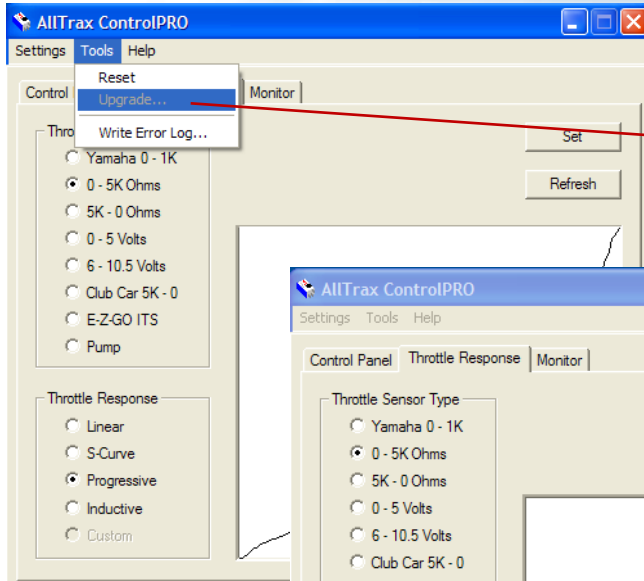 AllTrax ControlPRO
Settings Tools Help
Reset
Upgrade...
Write Error Log...
Control
Monitor
Thro
Yamaha 0 - 1K
0 - 5K Ohms
5K - 0 Ohms
0 - 5 Volts
6 - 10.5 Volts
Club Car 5K - 0
E-Z-GO ITS
Pump
Set
Refresh
Throttle Response
Linear
S-Curve
Progressive
Inductive
Custom
AllTrax ControlPRO
Settings Tools Help
Control Panel Throttle Response Monitor
Throttle Sensor Type
Yamaha 0 - 1K
0 - 5K Ohms
5K - 0 Ohms
0 - 5 Volts
6 - 10.5 Volts
Club Car 5K - 0